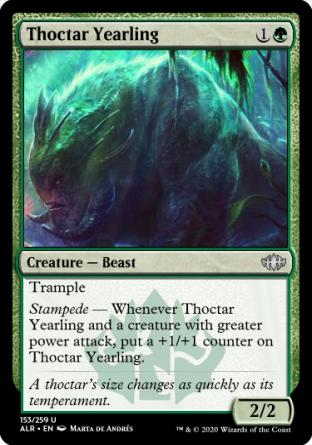 Thoctar Yearling 1
Creature — Beast
Trample
Stampede — Whenever Thoctar
Yearling and a creature with greater
power attack, put a +1/+1 counter on
Thoctar Yearling.
A thoctar's size changes as quickly as its
temperament.
2/2
153/259 U
ALR • EN Marta de Andrés
™ & © 2020 Wizards of the Coast